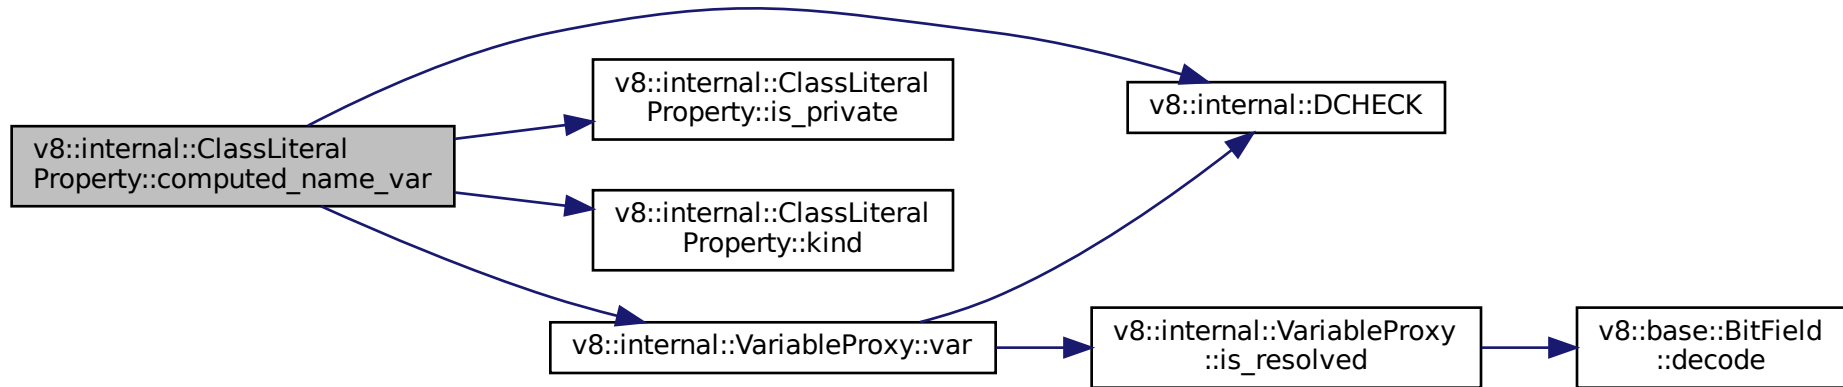 v8::internal::ClassLiteral
Property::computed_name_var
v8::internal::ClassLiteral
Property::is_private
v8::internal::ClassLiteral
Property::kind
v8::internal::VariableProxy::var
v8::internal::DCHECK
v8::internal::VariableProxy
::is_resolved
v8::base::BitField
::decode